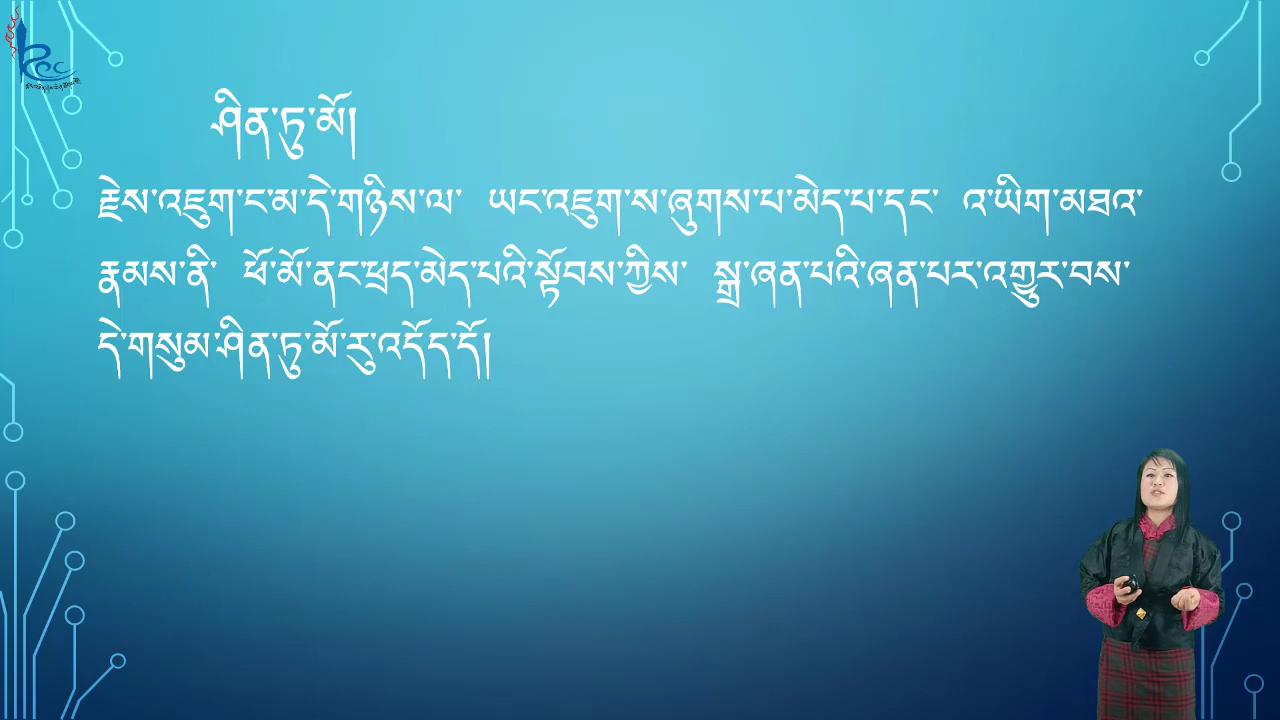 ཤིན་ཏུ་མོ།
རྗེས་འཇུག་ང་མ་དེ་གཉིས་ལ་ ཡང་འཇུག་ས་ཞུགས་པ་མེད་པ་དང་ འ་ཡིག་མཐའ་
རྣམས་ནི་ ཕོ་མོ་ནང་ཕྲད་མེད་པའི་སྟོབས་ཀྱིས་ སྒྲ་ཞན་པའི་ཞན་པར་འགྱུར་བས་
དེ་གསུམ་ཤིན་ཏུ་མོ་རུ་འདོད་དོ།